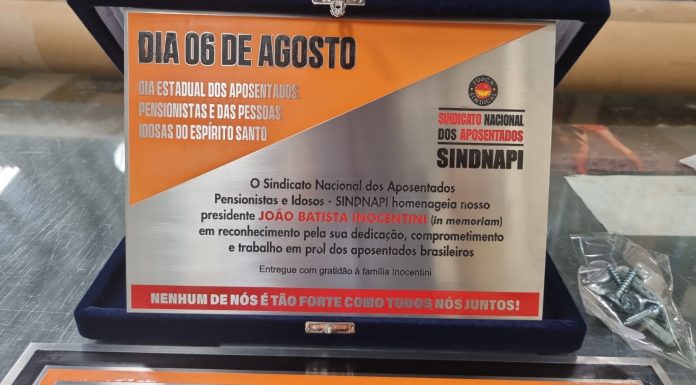 DIA 06 DE AGOSTO
DIA ESTADUAL DOS APOSENTADOS,
PENSIONISTAS E DAS PESSOAS
IDOSAS DO ESPÍRITO SANTO
FORÇA
SINDICAL
SINDICATO NACIONAL
DOS APOSENTADOS
SINDNAPI
O Sindicato Nacional dos Aposentados
Pensionistas e Idosos - SINDNAPI homenageia nosso
presidente JOÃO BATISTA INOCENTINI (in memoriam)
em reconhecimento pela sua dedicação, comprometimento
e trabalho em prol dos aposentados brasileiros
Entregue com gratidão à família Inocentini
NENHUM DE NÓS É TÃO FORTE COMO TODOS NÓS JUNTOS!